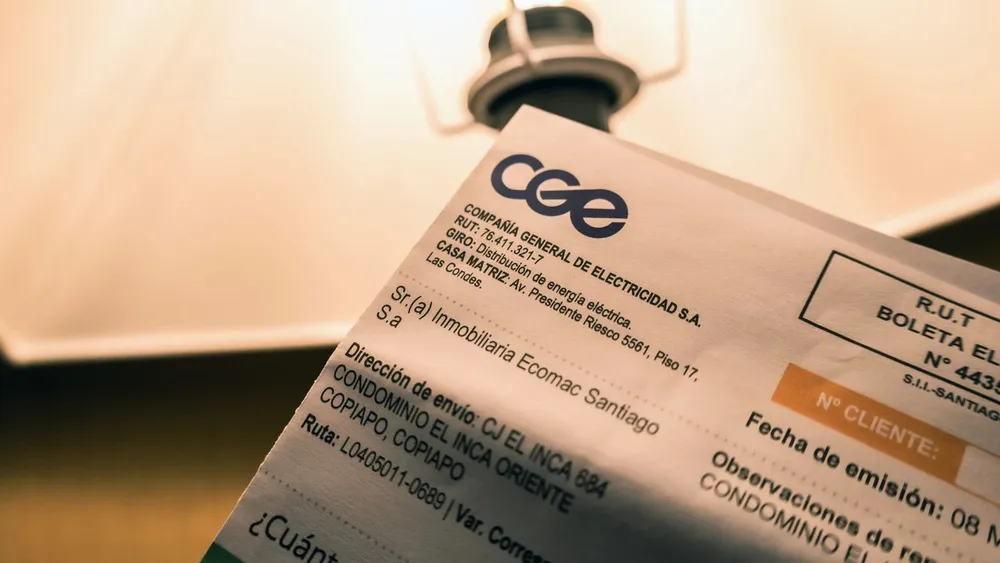 cge
COMPAÑÍA GENERAL DE ELECTRICIDAD S.A.
RUT: 76.411.321-7
GIRO: Distribución de energía eléctrica.
CASA MATRIZ: Av. Presidente Riesco 5561, Piso 17,
Las Condes.
Sr.(a) Inmobiliaria Ecomac Santiago
S.a
Dirección de envío: CJ EL INCA 684
CONDOMINIO EL INCA ORIENTE
COPIAPO, COPIAPO
Ruta: L0405011-0689 | Var. Corres
¿Cuánt
R.U.T
BOLETA EL
Nº 443
S.I.I.-SANTIAG
Nº CLIENTE:
Fecha de emisión: 08 M
Observaciones de rep
CONDOMINIO EL